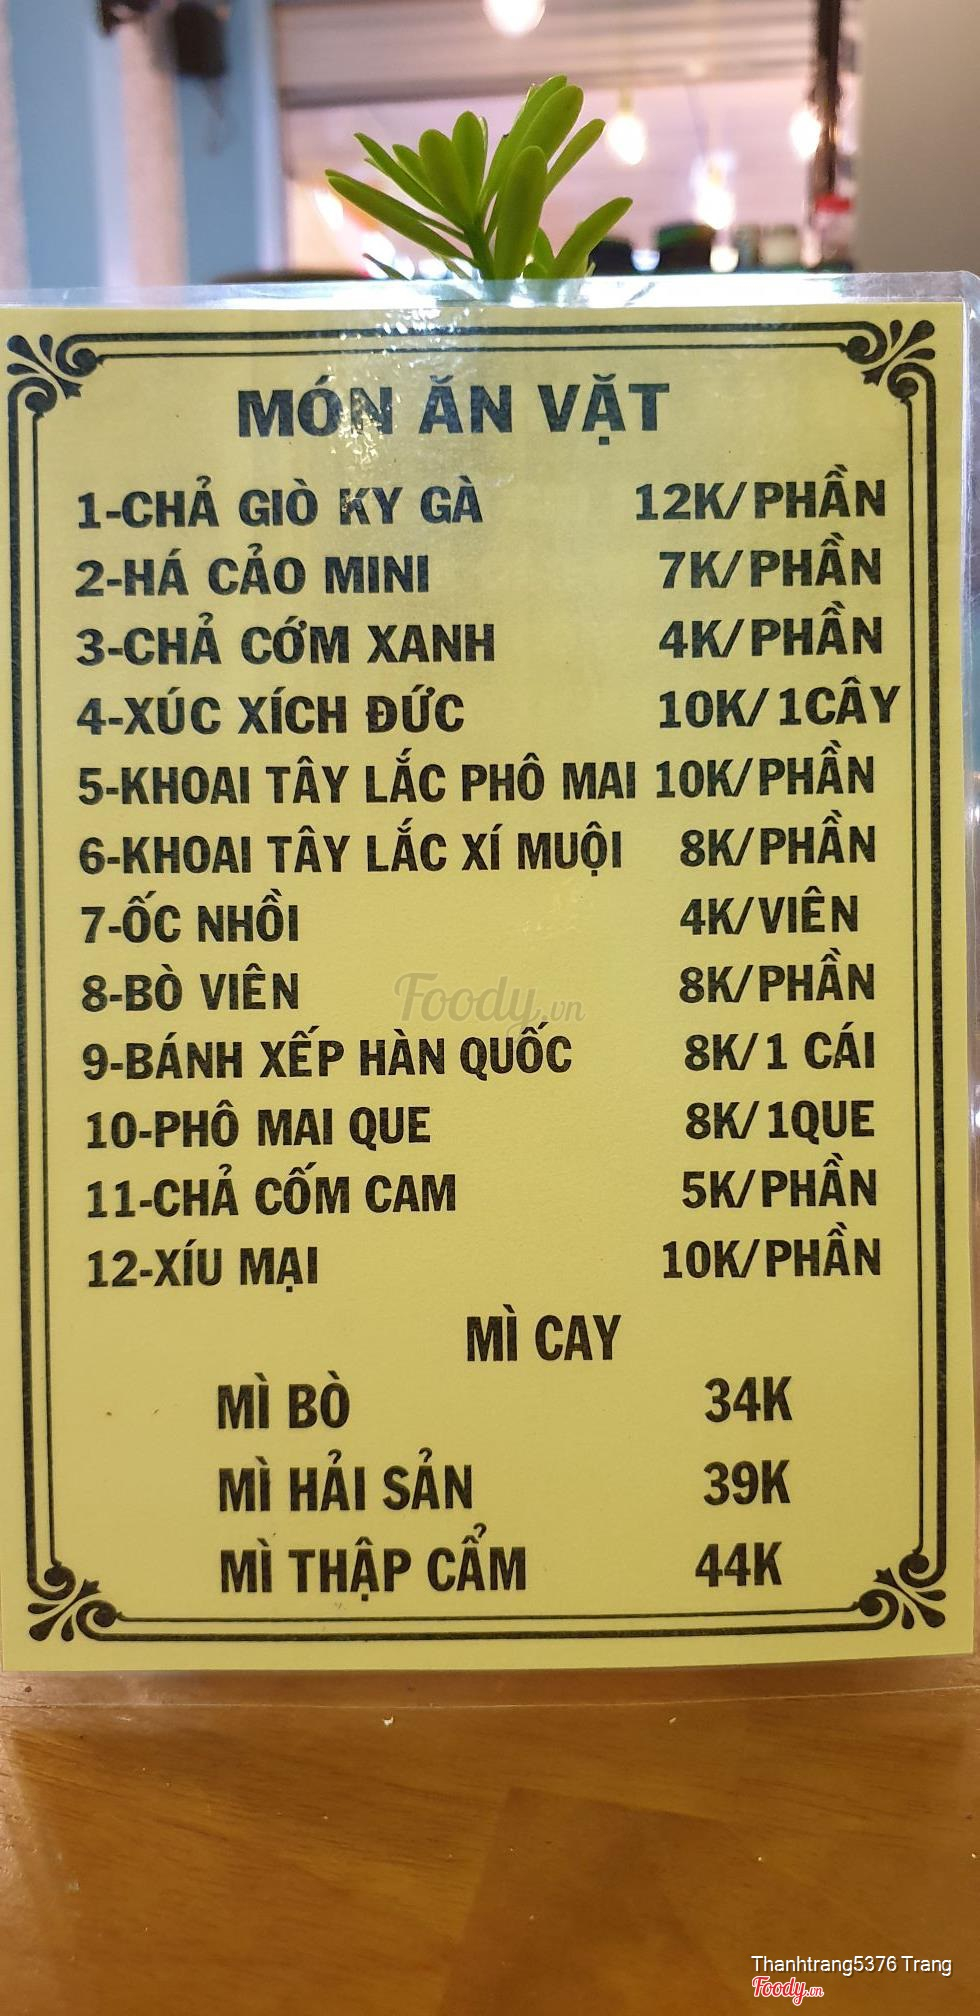 MÓN ĂN VẶT
1-CHẢ GIÒ KY GÀ 12K/PHẦN
2-HÁ CẢO MINI 7K/PHẦN
3-CHẢ CỚM XANH 4K/PHẦN
4-XÚC XÍCH ĐỨC 10K/1CÂY
5-KHOAI TÂY LẮC PHÔ MAI 10K/PHẦN
6-KHOAI TÂY LẮC XÍ MUỘI 8K/PHẦN
7-ỐC NHỒI 4K/VIÊN
8-BÒ VIÊN 8K/PHẦN
Foody.vn
9-BÁNH XẾP HÀN QUỐC 8K/1 CÁI
10-PHÔ MAI QUE 8K/1QUE
11-CHẢ CỐM CAM 5K/PHẦN
12-XÍU MẠI 10K/PHẦN
MÌ CAY
MÌ BÒ 34K
MÌ HẢI SẢN 39K
MÌ THẬP CẨM 44K
Thanhtrang5376 Trang
Foody.vn